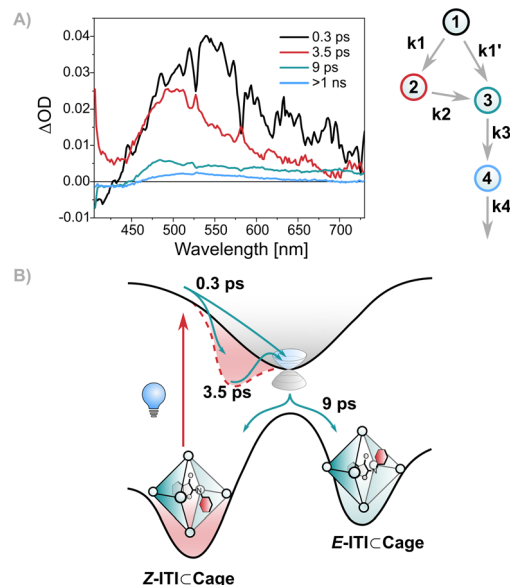 A)
0.04
0.03
0.02
0.01
0.00
-0.01
ΔOD
450 500 550 600 650 700
Wavelength [nm]
0.3 ps
3.5 ps
9 ps
>1 ns
1
k1 k1'
2 3
k2
k3
4
k4
B)
0.3 ps
3.5 ps
9 ps
N
Z-ITI⊂Cage
E-ITI⊂Cage